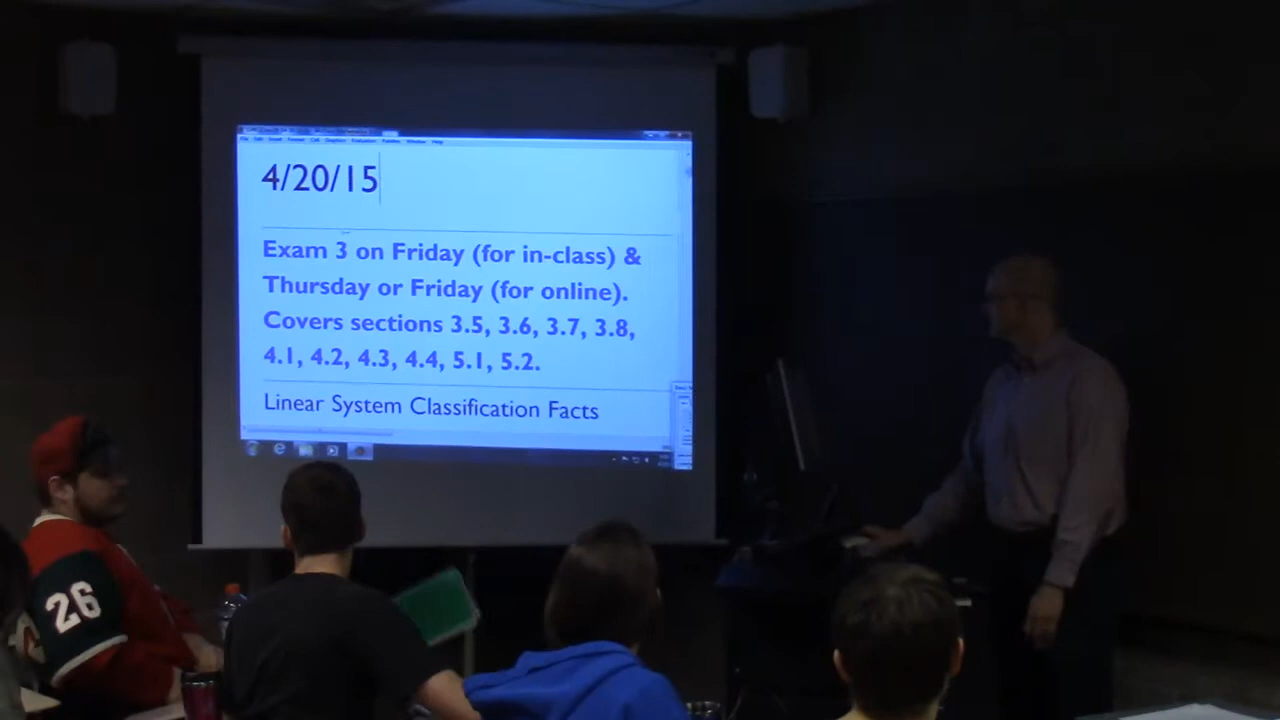 4/20/15
Exam 3 on Friday (for in-class) &
Thursday or Friday (for online).
Covers sections 3.5, 3.6, 3.7, 3.8,
4.1, 4.2, 4.3, 4.4, 5.1, 5.2.
Linear System Classification Facts
26